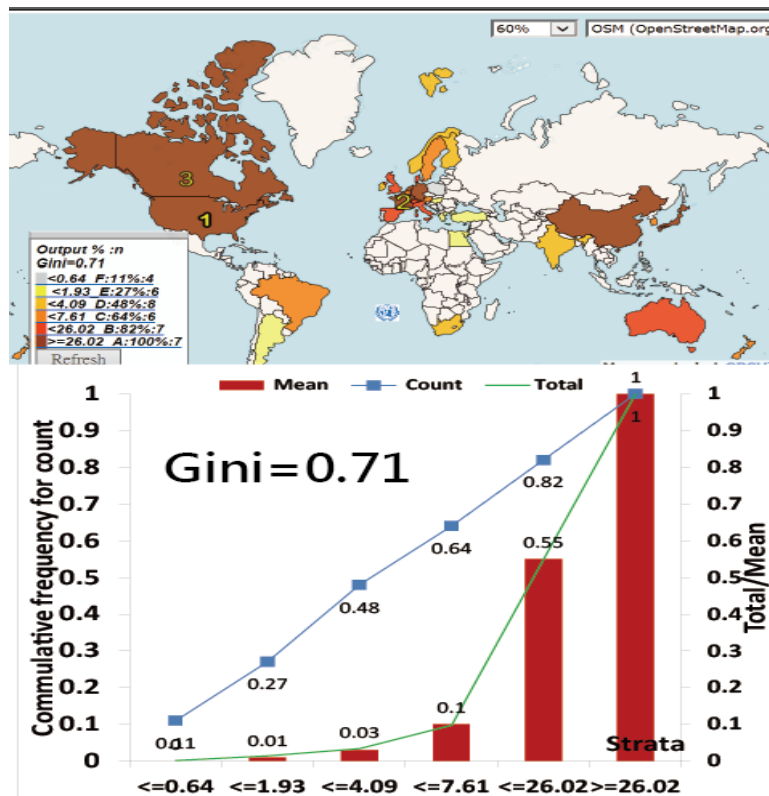 60%
OSM (OpenStreetMap.org
3
1
2
Output % :n
Gini=0,71
<0.64 F:11%:4
<1.93_E:27%:6
<4.09 D:48%:8
<7.61 C:64%:6
<26.02 B:82%:7
>=26.02 A:100%:7
Refresh
Mean Count Total
Commulative frequency for count
Total/Mean
Gini=0.71
1 1 1
0.9 0.9
0.8 0.82 0.8
0.7 0.7
0.6 0.64 0.6
0.5 0.48 0.55 0.5
0.4 0.4
0.3 0.27 0.3
0.2 0.2
0.1 0.1 0.1
0 0.11 0.01 0.03 0
1
Strata
<=0.64 <=1.93 <=4.09 <=7.61 <=26.02 >=26.02